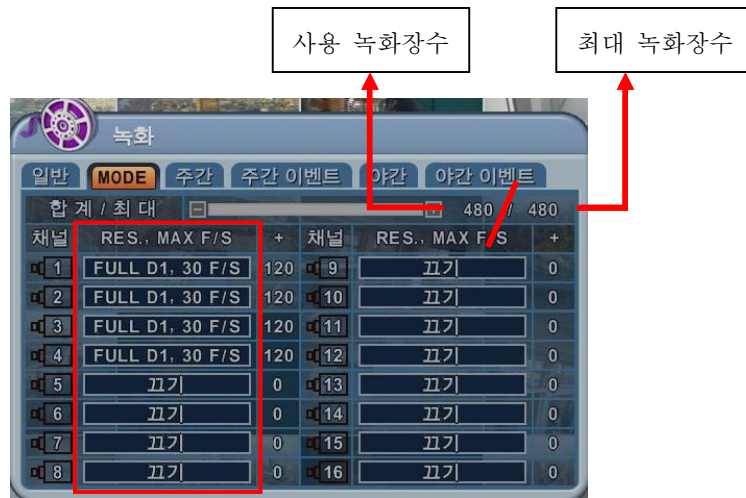 사용 녹화장수
최대 녹화장수
녹화
일반 MODE 주간 주간 이벤트 야간 야간 이벤트
합 계 / 최 대 - + 480 / 480
채널 RES., MAX F/S + 채널 RES., MAX F/S +
1 FULL D1, 30 F/S 120 9 끄기 0
2 FULL D1, 30 F/S 120 10 끄기 0
3 FULL D1, 30 F/S 120 11 끄기 0
4 FULL D1, 30 F/S 120 12 끄기 0
5 끄기 0 13 끄기 0
6 끄기 0 14 끄기 0
7 끄기 0 15 끄기 0
8 끄기 0 16 끄기 0